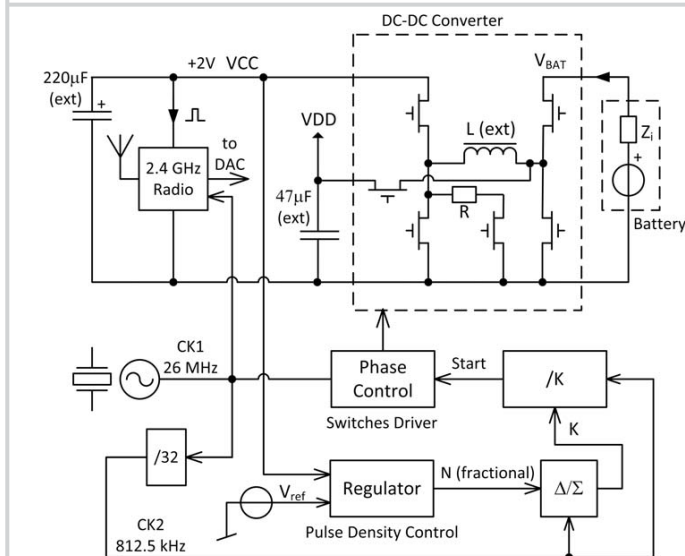 DC-DC Converter
220μF
(ext)
+
+2V VCC
V_BAT
VDD
L (ext)
Z_i
+
to
DAC
2.4 GHz
Radio
47μF
(ext)
R
Battery
CK1
26 MHz
Phase
Control
Start
/K
Switches Driver
K
/32
V_ref
Regulator
N (fractional)
Δ/Σ
Pulse Density Control
CK2
812.5 kHz